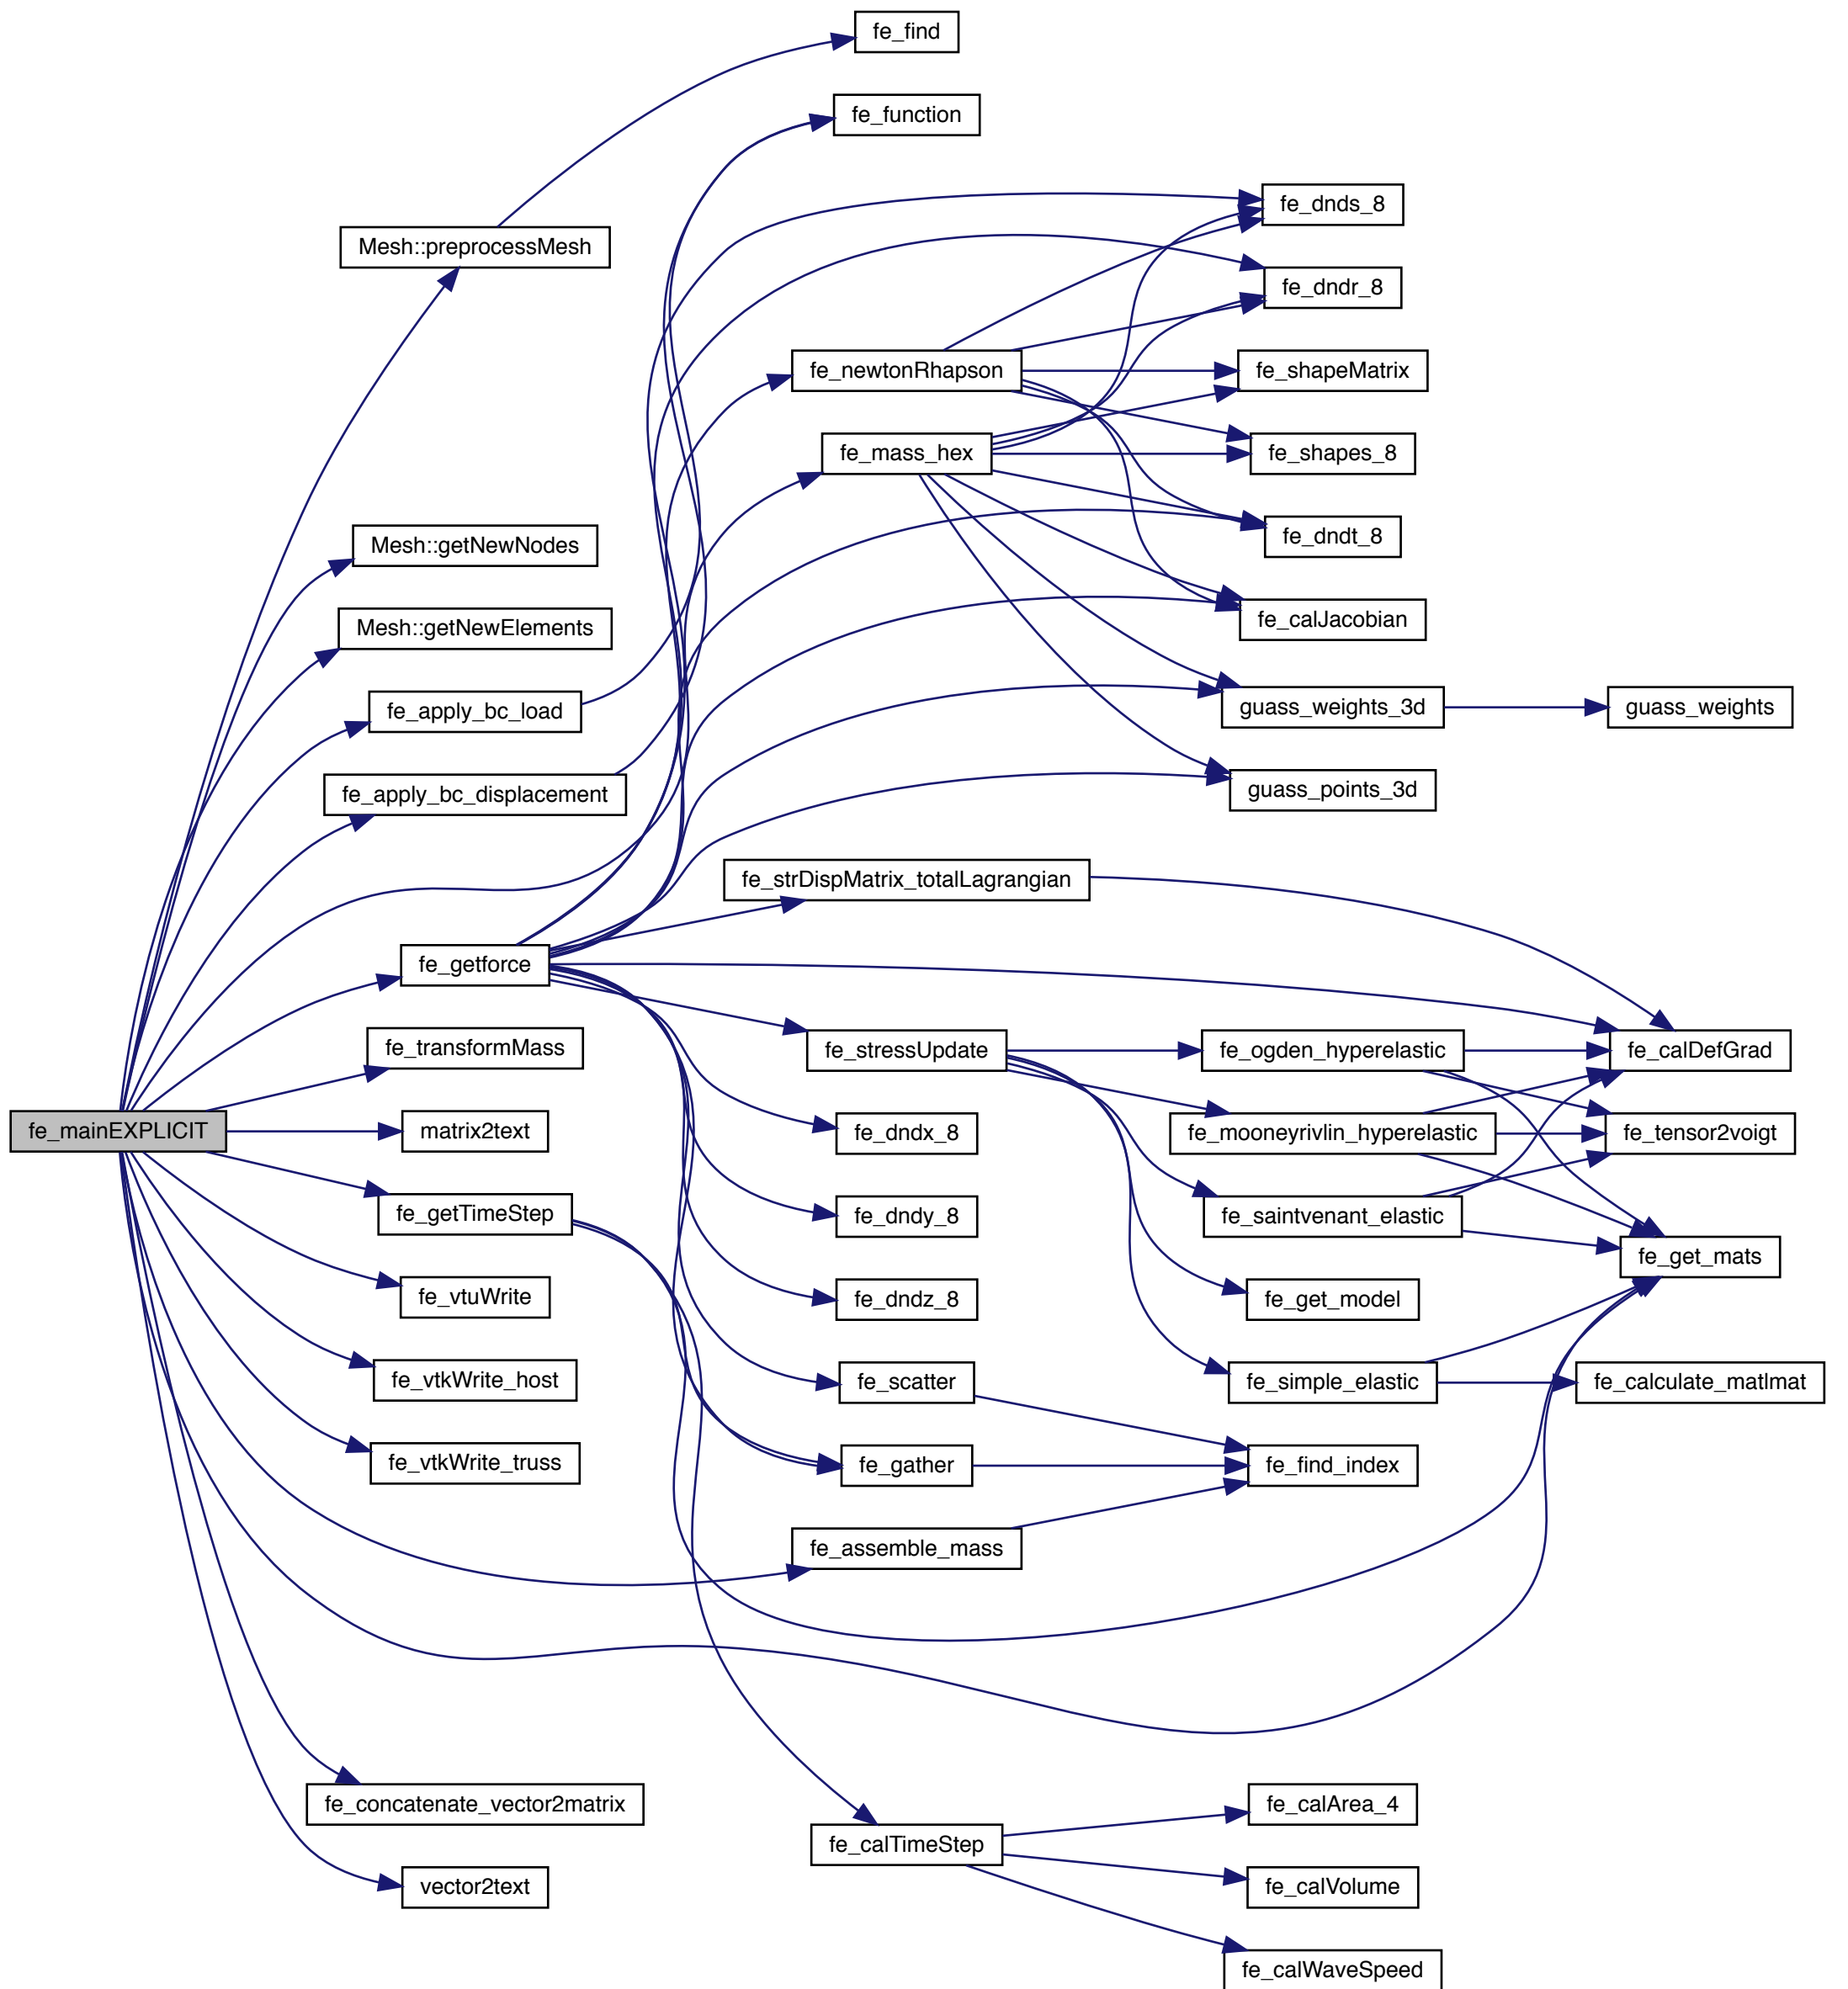 fe_find
fe_function
fe_dnds_8
Mesh::preprocessMesh
fe_dndr_8
fe_newtonRhapson
fe_shapeMatrix
fe_mass_hex
fe_shapes_8
fe_dndt_8
Mesh::getNewNodes
fe_calJacobian
Mesh::getNewElements
guass_weights_3d
guass_weights
fe_apply_bc_load
guass_points_3d
fe_apply_bc_displacement
fe_strDispMatrix_totalLagrangian
fe_getforce
fe_transformMass
fe_stressUpdate
fe_ogden_hyperelastic
fe_calDefGrad
fe_mainEXPLICIT
matrix2text
fe_dndx_8
fe_mooneyrivlin_hyperelastic
fe_tensor2voigt
fe_getTimeStep
fe_dndy_8
fe_saintvenant_elastic
fe_get_mats
fe_vtuWrite
fe_dndz_8
fe_get_model
fe_vtkWrite_host
fe_scatter
fe_simple_elastic
fe_calculate_matlmat
fe_vtkWrite_truss
fe_gather
fe_find_index
fe_assemble_mass
fe_concatenate_vector2matrix
fe_calArea_4
fe_calTimeStep
vector2text
fe_calVolume
fe_calWaveSpeed